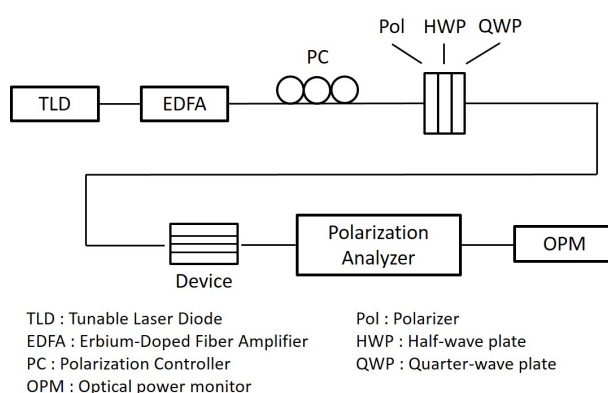 Pol HWP QWP
PC
TLD
EDFA
Polarization
Analyzer
OPM
Device
TLD : Tunable Laser Diode
EDFA : Erbium-Doped Fiber Amplifier
PC : Polarization Controller
OPM : Optical power monitor
Pol : Polarizer
HWP : Half-wave plate
QWP : Quarter-wave plate